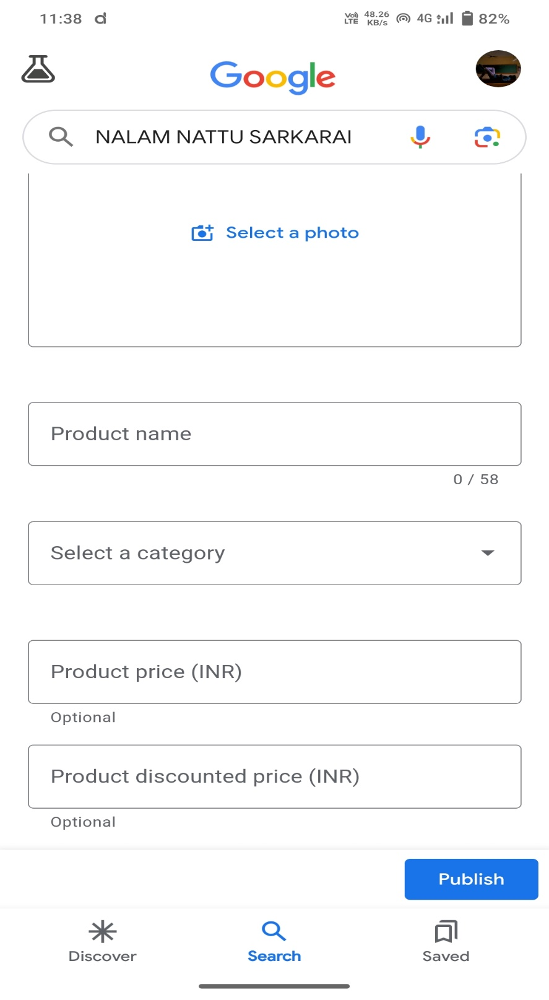 11:38
VoD LTE 48.26 KB/s 4G 82%
Google
NALAM NATTU SARKARAI
Select a photo
Product name
0 / 58
Select a category
Product price (INR)
Optional
Product discounted price (INR)
Optional
Publish
Discover Search Saved